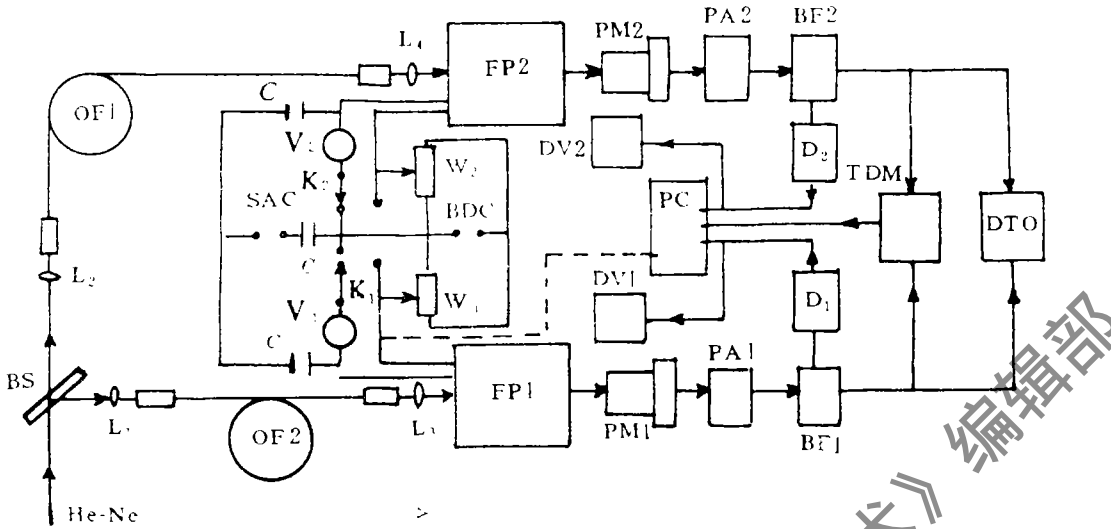 L₄
FP2
PM2
PA2
BF2
OF1
C
V₂
DV2
D₂
K₂
W₂
TDM
SAC
BDC
PC
DTO
L₂
C
DV1
D₁
K₁
W₁
V₁
C
BS
PA1
L₁
L₃
FP1
OF2
PM1
BF1
He-Ne
术》编辑部